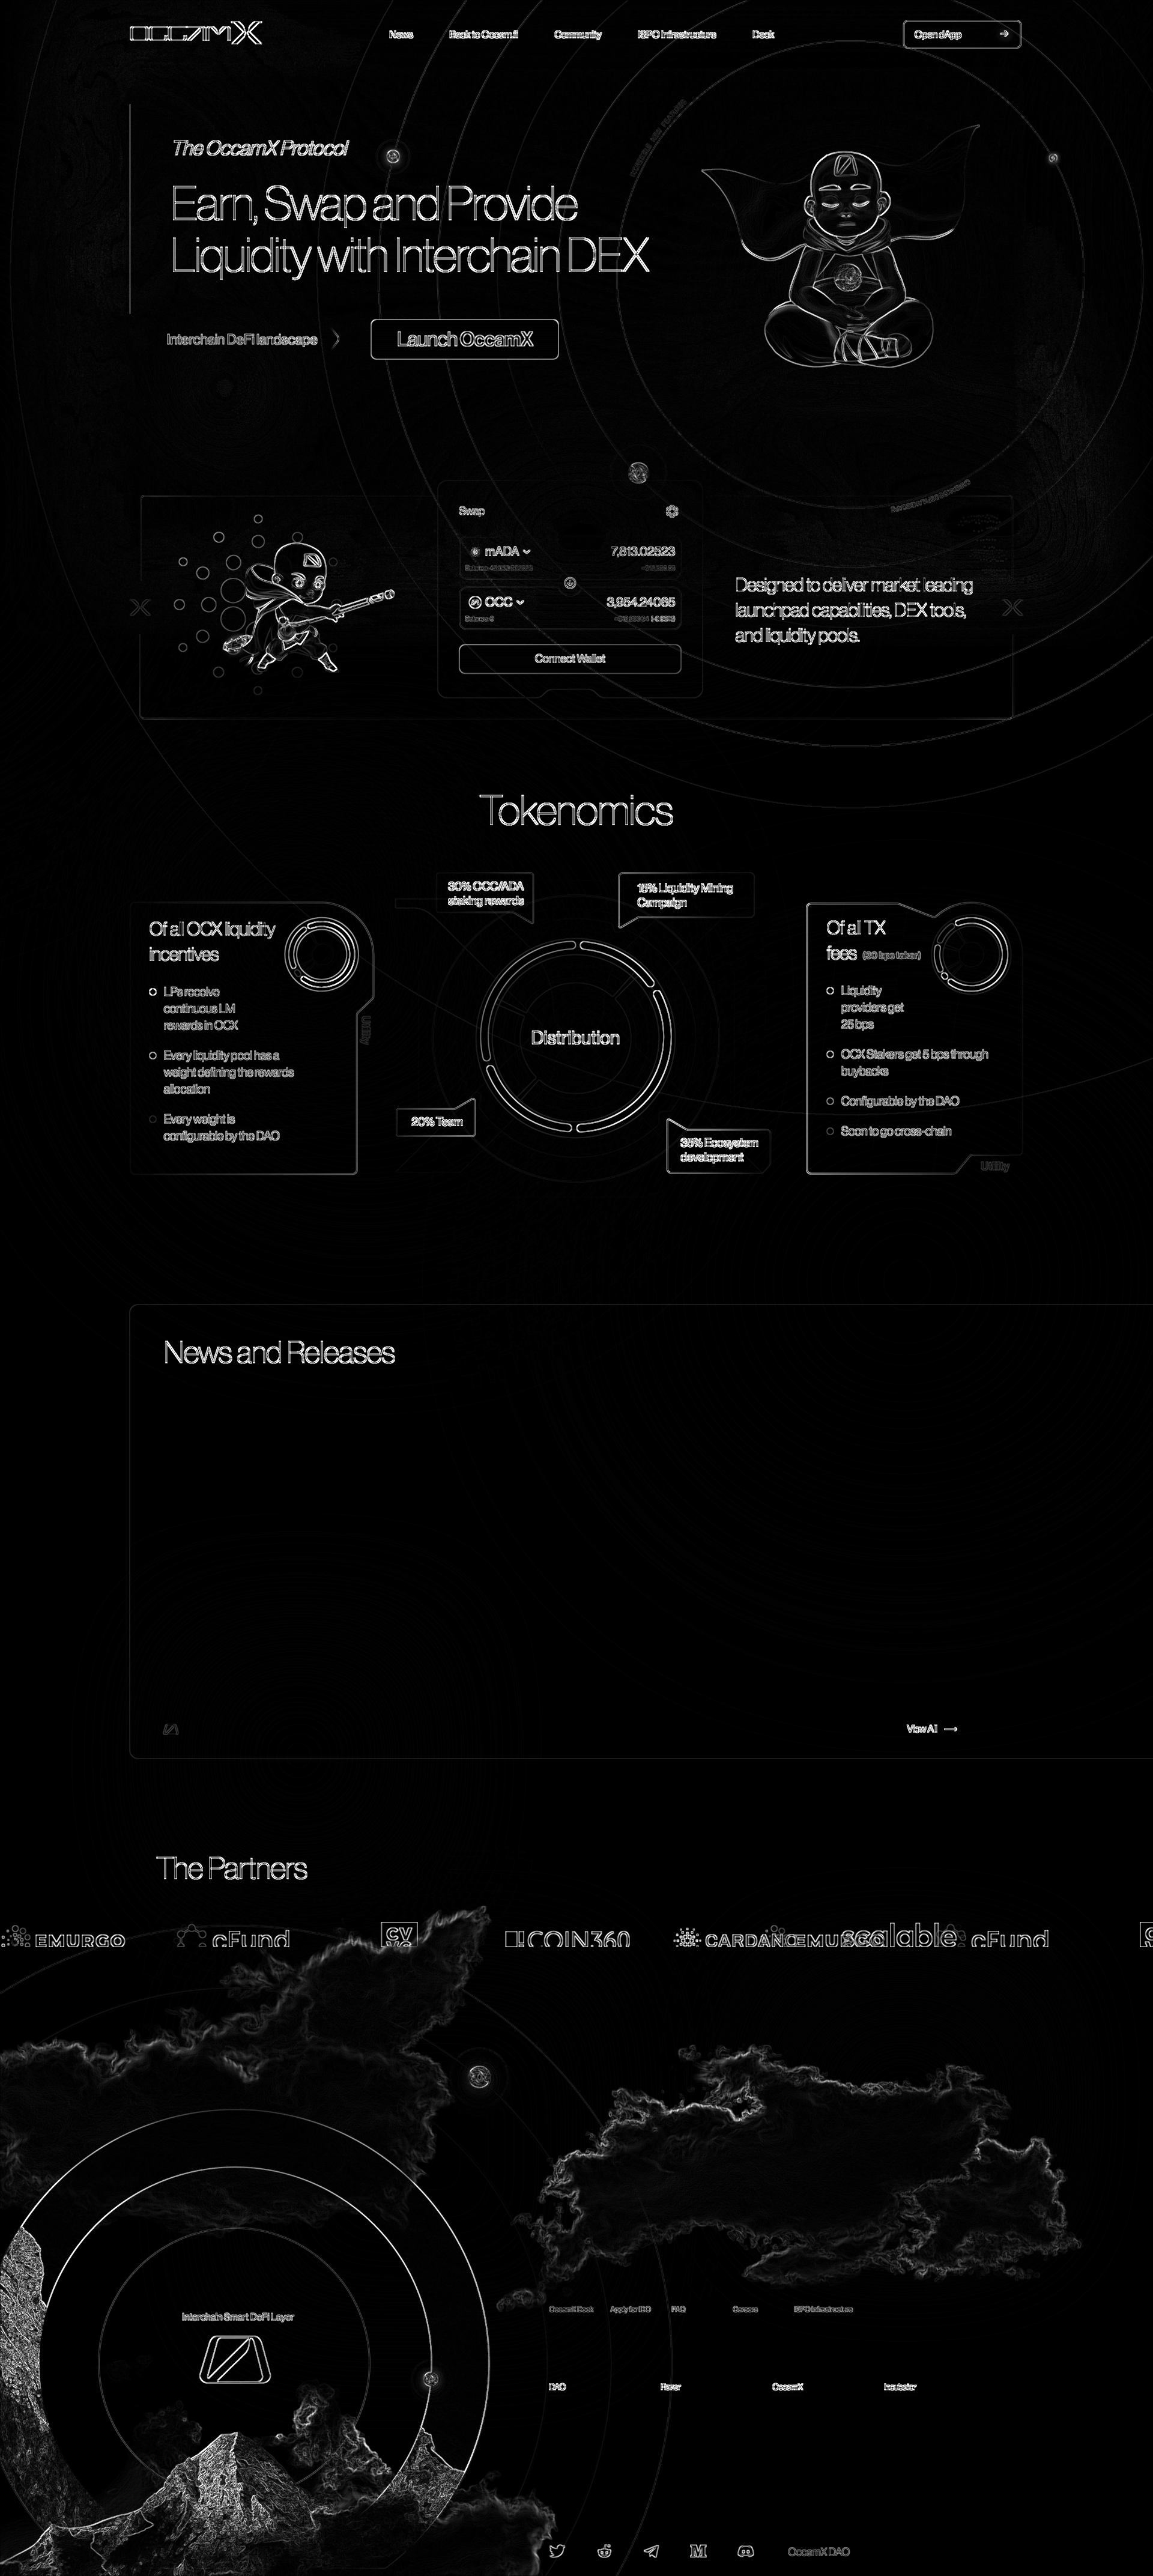 OCCAMX
News
Back to Occam.fi
Community
ISPO Infrastructure
Deck
Open dApp
The OccamX Protocol
Earn, Swap and Provide
Liquidity with Interchain DEX
Interchain DeFi landscape
Launch OccamX
Swap
mADA
7,613.02523
OCC
3,954.24065
Connect Wallet
Designed to deliver market leading
launchpad capabilities, DEX tools,
and liquidity pools.
Tokenomics
Of all OCX liquidity
incentives
LPs receive
continuous LM
rewards in OCX
Every liquidity pool has a
weight defining the rewards
allocation
Every weight is
configurable by the DAO
Utility
30% OCC/ADA
staking rewards
15% Liquidity Mining
Campaign
Distribution
20% Team
35% Ecosystem
development
Of all TX
fees (30 bps taken)
Liquidity
providers get
25 bps
OCX Stakers get 5 bps through
buybacks
Configurable by the DAO
Soon to go cross-chain
Utility
News and Releases
View All
The Partners
EMURGO
cFund
CV
COIN360
CARDANO
EMURGO
scalable
cFund
Interchain Smart DeFi Layer
OccamX Deck
Apply for IDO
FAQ
Careers
ISPO Infrastructure
DAO
Razer
OccamX
Incubator
OccamX DAO